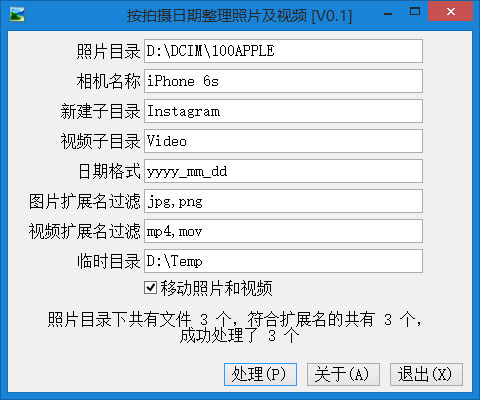 按拍摄日期整理照片及视频 [V0.1]
照片目录 D:\DCIM\100APPLE
相机名称 iPhone 6s
新建子目录 Instagram
视频子目录 Video
日期格式 yyyy_mm_dd
图片扩展名过滤 jpg,png
视频扩展名过滤 mp4,mov
临时目录 D:\Temp
移动照片和视频
照片目录下共有文件 3 个，符合扩展名的共有 3 个，
成功处理了 3 个
处理(P) 关于(A) 退出(X)